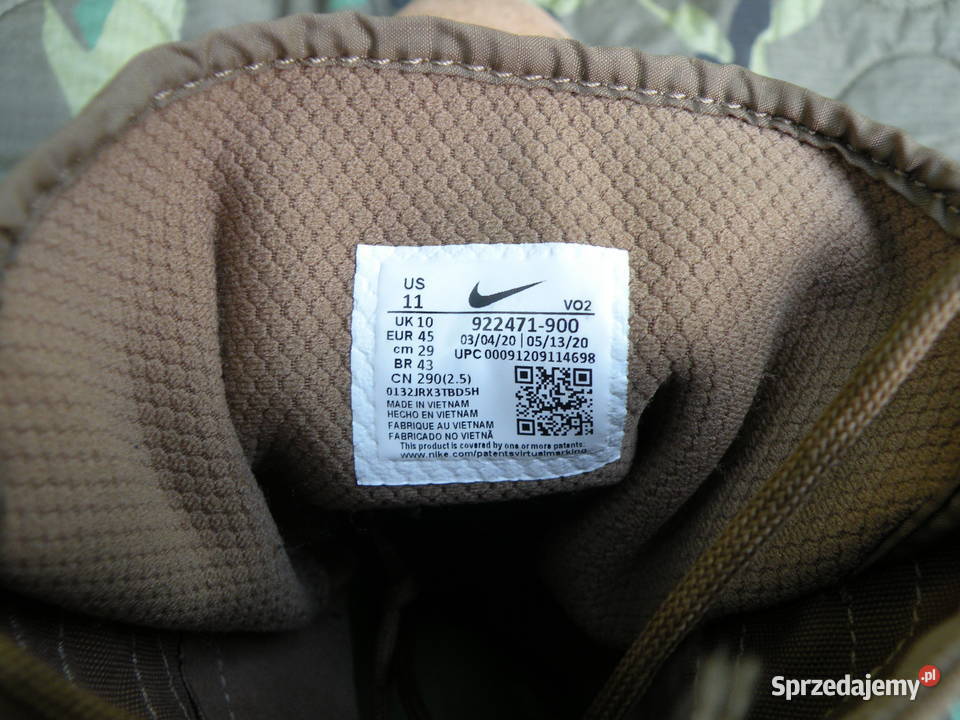 US
11
VO2
UK 10
922471-900
EUR 45
03/04/20 | 05/13/20
cm 29
UPC 00091209114698
BR 43
CN 290(2.5)
0132JRX3TBD5H
MADE IN VIETNAM
HECHO EN VIETNAM
FABRIQUE AU VIETNAM
FABRICADO NO VIETNÃ
This product is covered by one or more patents:
www.nike.com/patentsvirtualmarking
Sprzedajemy.pl